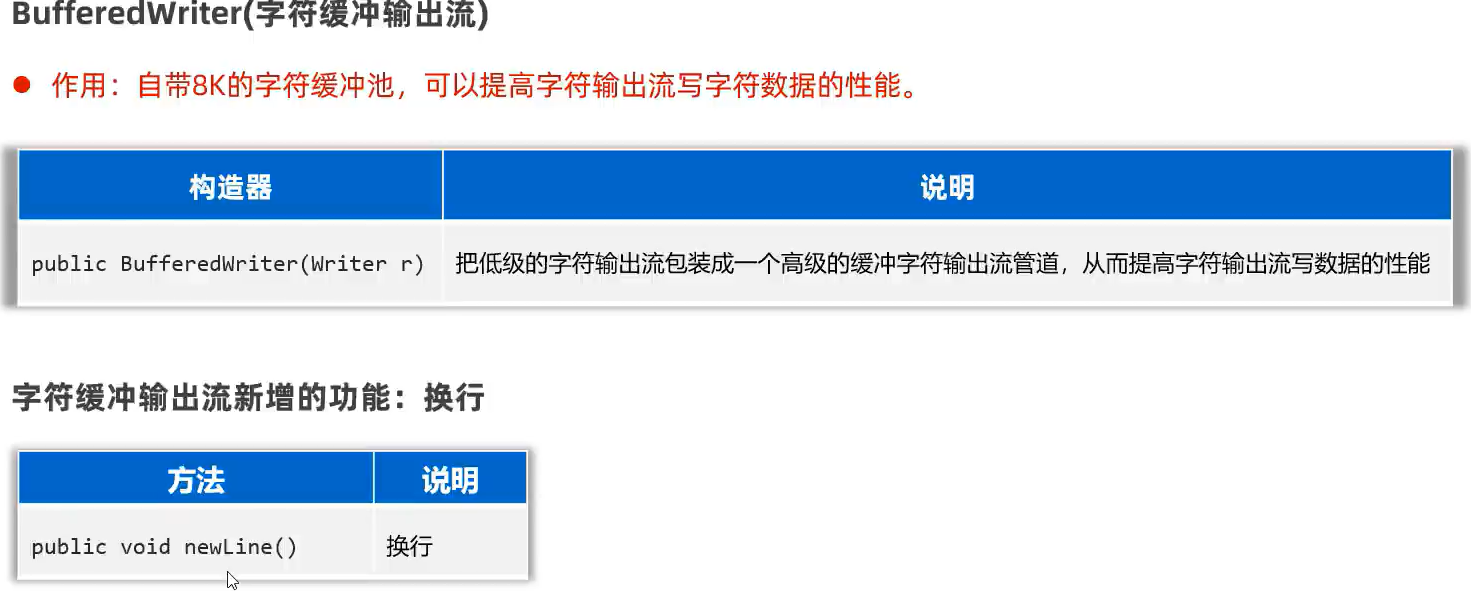 BufferedWriter(字符缓冲输出流)
● 作用：自带8K的字符缓冲池，可以提高字符输出流写字符数据的性能。
构造器 说明
public BufferedWriter(Writer r) 把低级的字符输出流包装成一个高级的缓冲字符输出流管道，从而提高字符输出流写数据的性能
字符缓冲输出流新增的功能：换行
方法 说明
public void newLine() 换行